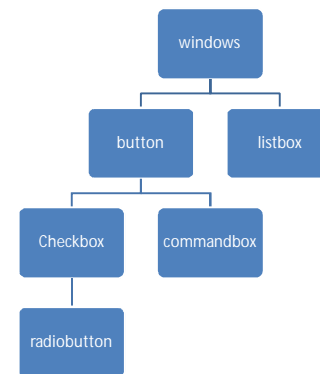 windows
button
listbox
Checkbox
commandbox
radiobutton